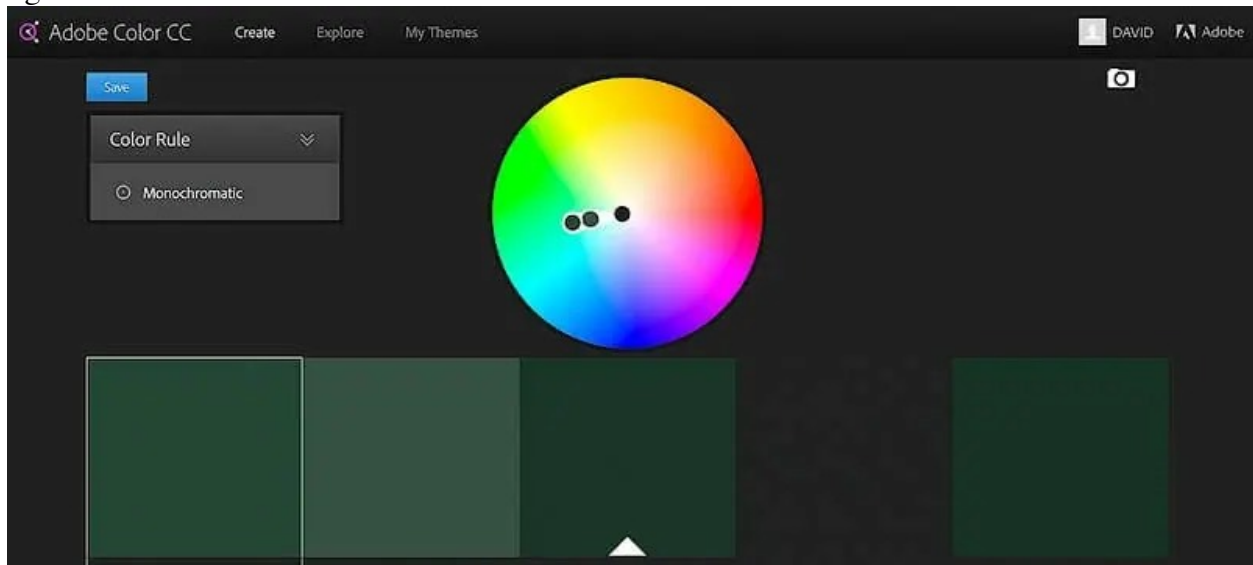 Adobe Color CC Create Explore My Themes DAVID Adobe
Save
Color Rule
Monochromatic